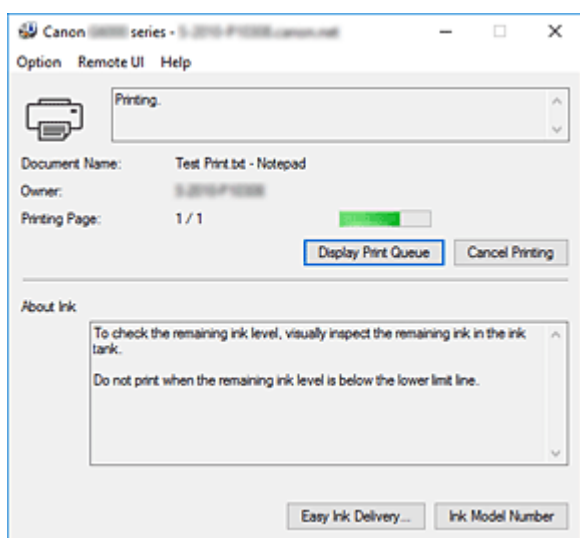 Canon series -
Option Remote UI Help
Printing.
Document Name: Test Print.txt - Notepad
Owner:
Printing Page: 1 / 1
Display Print Queue Cancel Printing
About Ink
To check the remaining ink level, visually inspect the remaining ink in the ink
tank.
Do not print when the remaining ink level is below the lower limit line.
Easy Ink Delivery... Ink Model Number